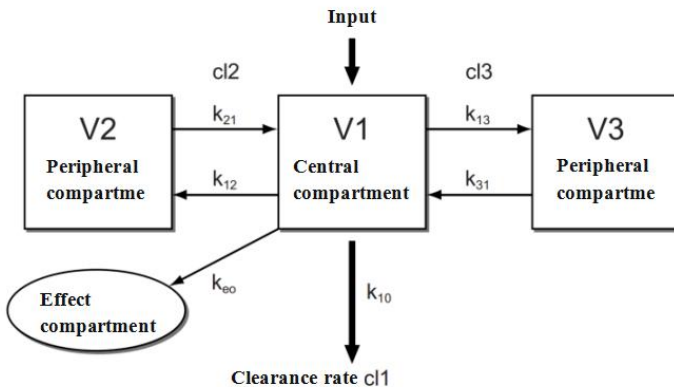 Input
cl2
cl3
V2
Peripheral
compartme
k21
k12
V1
Central
compartment
k13
k31
V3
Peripheral
compartme
keo
Effect
compartment
k10
Clearance rate cl1